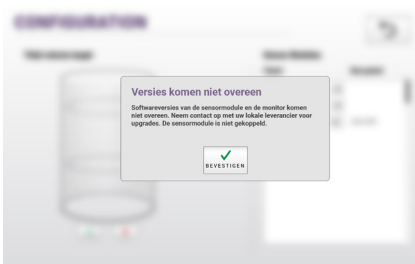 CONFIGURATION
Versies komen niet overeen
Softwareversies van de sensormodule en de monitor komen
niet overeen. Neem contact op met uw lokale leverancier voor
upgrades. De sensormodule is niet gekoppeld.
BEVESTIGEN